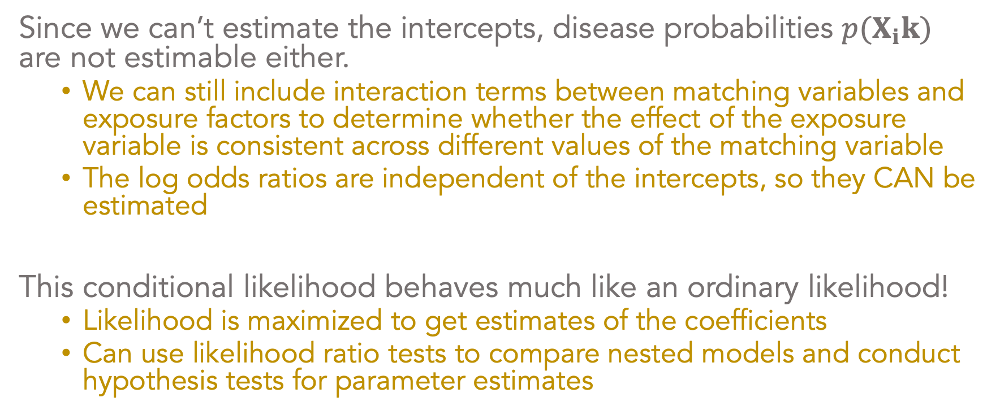 Since we can’t estimate the intercepts, disease probabilities p(Xᵢk)
are not estimable either.
• We can still include interaction terms between matching variables and
exposure factors to determine whether the effect of the exposure
variable is consistent across different values of the matching variable
• The log odds ratios are independent of the intercepts, so they CAN be
estimated
This conditional likelihood behaves much like an ordinary likelihood!
• Likelihood is maximized to get estimates of the coefficients
• Can use likelihood ratio tests to compare nested models and conduct
hypothesis tests for parameter estimates